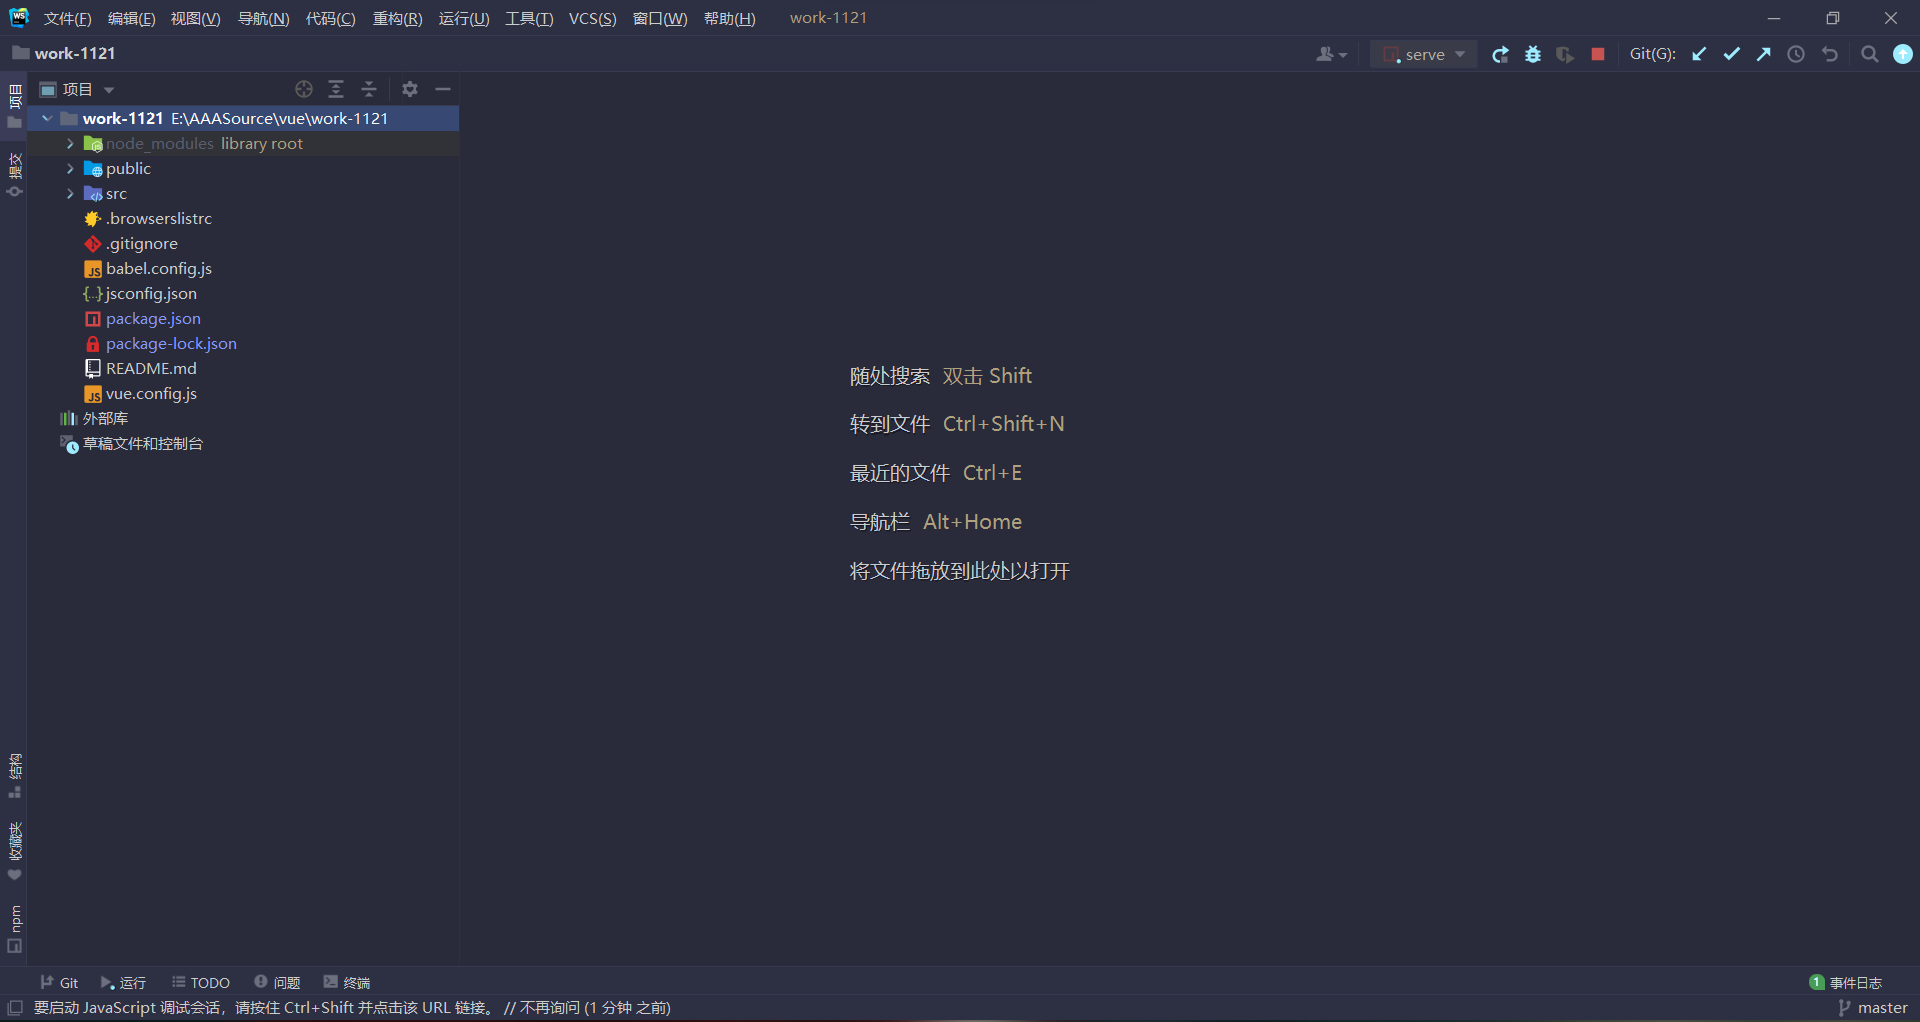 文件(F) 编辑(E) 视图(V) 导航(N) 代码(C) 重构(R) 运行(U) 工具(T) VCS(S) 窗口(W) 帮助(H) work-1121
work-1121
serve
Git(G):
项目
work-1121 E:\AAASource\vue\work-1121
node_modules library root
public
src
.browserslistrc
.gitignore
babel.config.js
jsconfig.json
package.json
package-lock.json
README.md
vue.config.js
外部库
草稿文件和控制台
项目
提交
结构
收藏夹
npm
随处搜索 双击 Shift
转到文件 Ctrl+Shift+N
最近的文件 Ctrl+E
导航栏 Alt+Home
将文件拖放到此处以打开
Git 运行 TODO 问题 终端
1 事件日志
要启动 JavaScript 调试会话，请按住 Ctrl+Shift 并点击该 URL 链接。 // 不再询问 (1 分钟 之前)
master